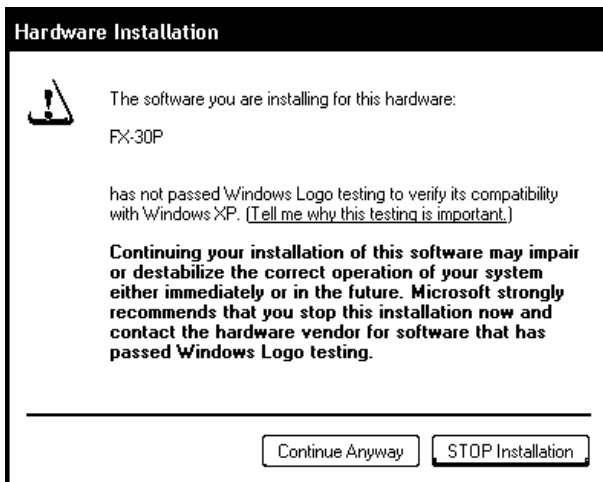 Hardware Installation
The software you are installing for this hardware:
FX-30P
has not passed Windows Logo testing to verify its compatibility
with Windows XP. (Tell me why this testing is important.)
Continuing your installation of this software may impair
or destabilize the correct operation of your system
either immediately or in the future. Microsoft strongly
recommends that you stop this installation now and
contact the hardware vendor for software that has
passed Windows Logo testing.
Continue Anyway
STOP Installation